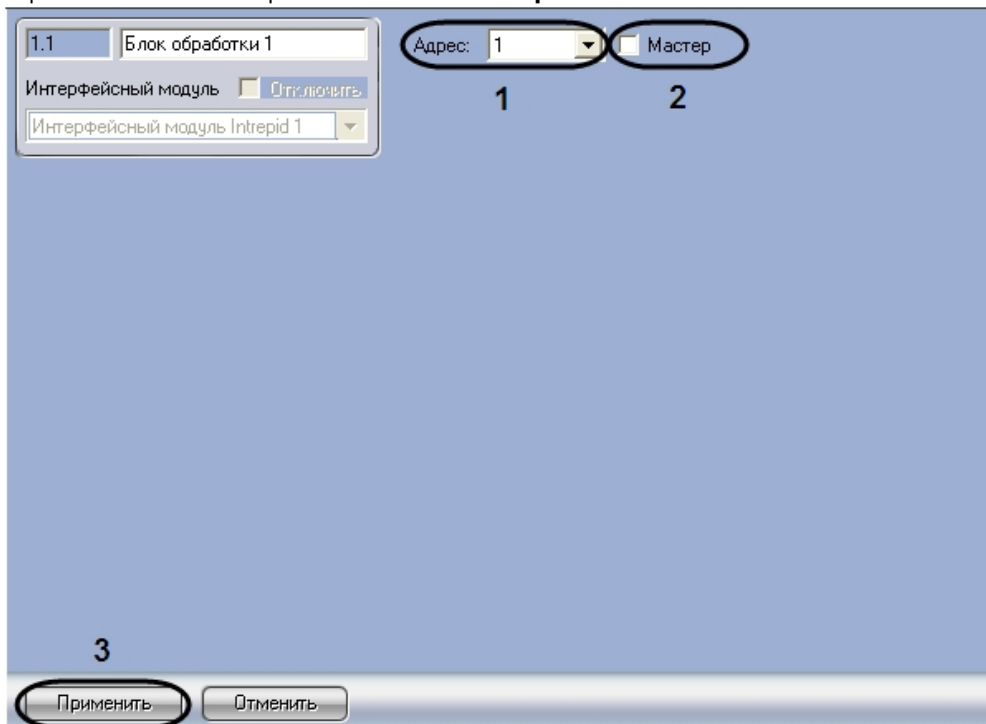 1.1 Блок обработки 1 Адрес: 1 Мастер
Интерфейсный модуль Отключить
1 2
Интерфейсный модуль Intrepid 1
3
Применить Отменить